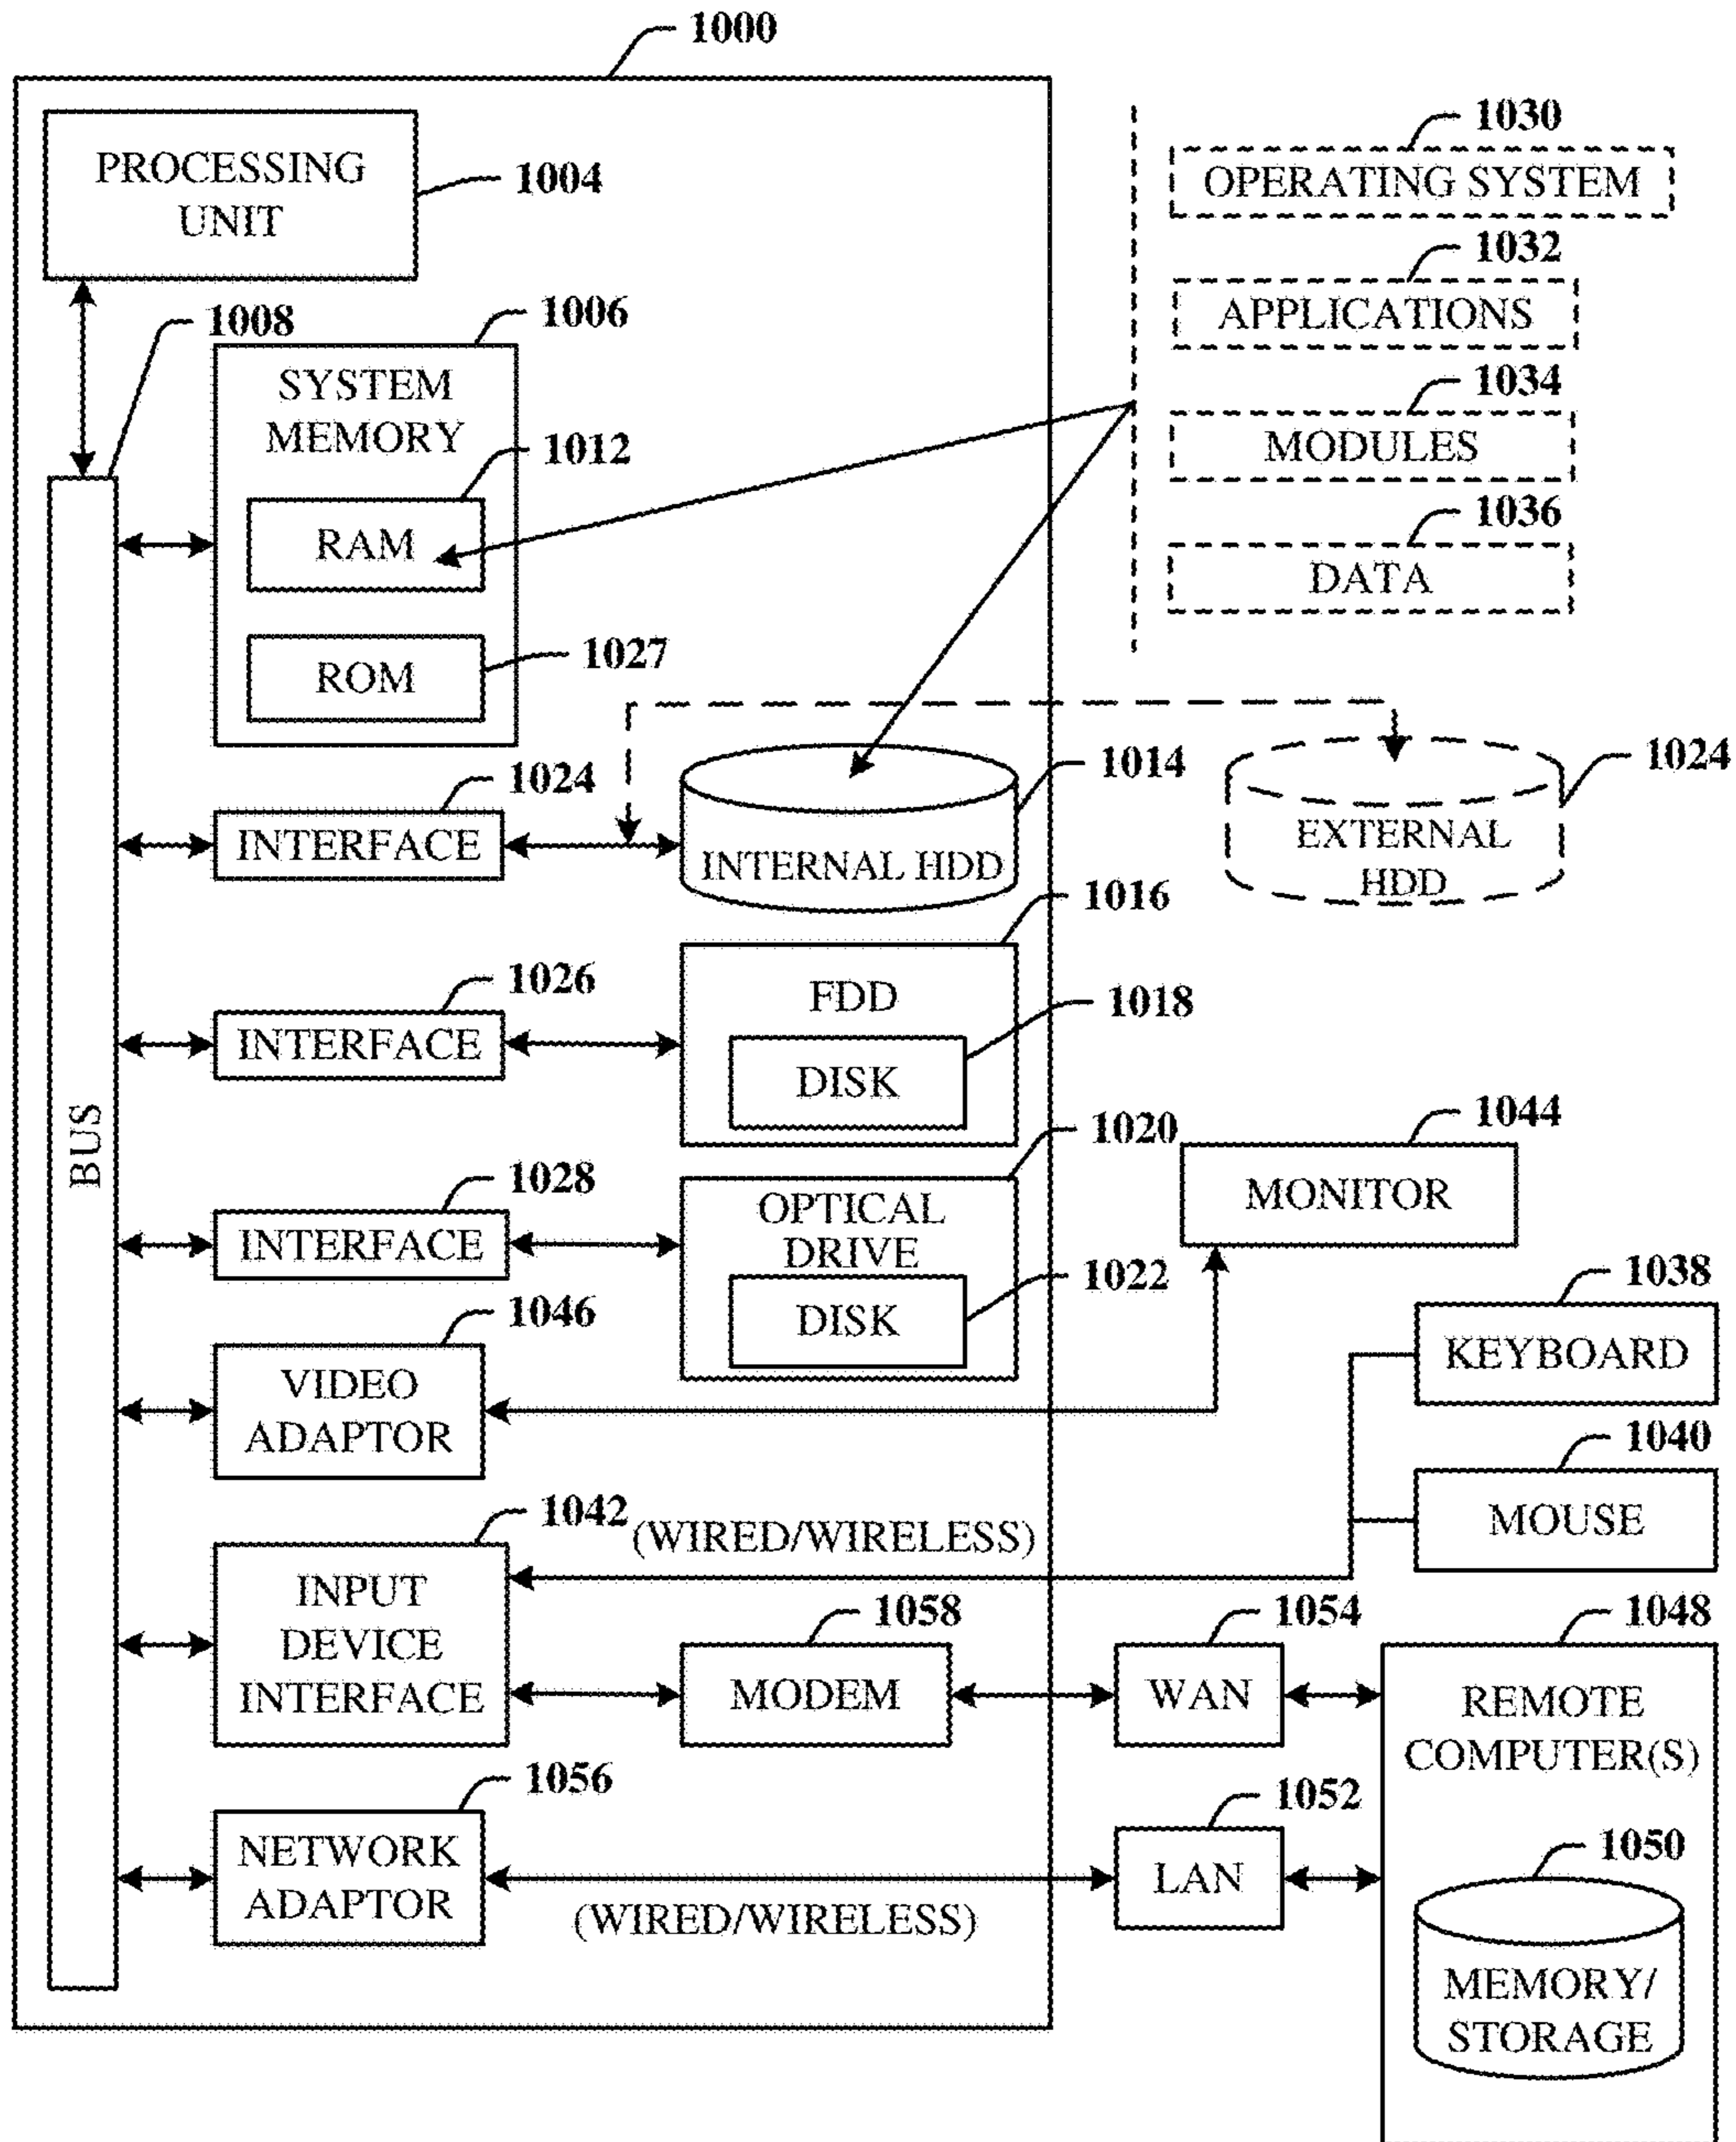 1000
PROCESSING
UNIT
1004
1030
OPERATING SYSTEM
1032
APPLICATIONS
1034
MODULES
1036
DATA
1008
1006
SYSTEM
MEMORY
1012
RAM
1027
ROM
1024
INTERFACE
1014
INTERNAL HDD
1024
EXTERNAL
HDD
1026
INTERFACE
1016
FDD
1018
DISK
BUS
1028
INTERFACE
1020
OPTICAL
DRIVE
1022
DISK
1044
MONITOR
1046
VIDEO
ADAPTOR
1038
KEYBOARD
1040
MOUSE
1042
(WIRED/WIRELESS)
INPUT
DEVICE
INTERFACE
1058
MODEM
1054
WAN
1048
REMOTE
COMPUTER(S)
1056
NETWORK
ADAPTOR
(WIRED/WIRELESS)
1052
LAN
1050
MEMORY/
STORAGE